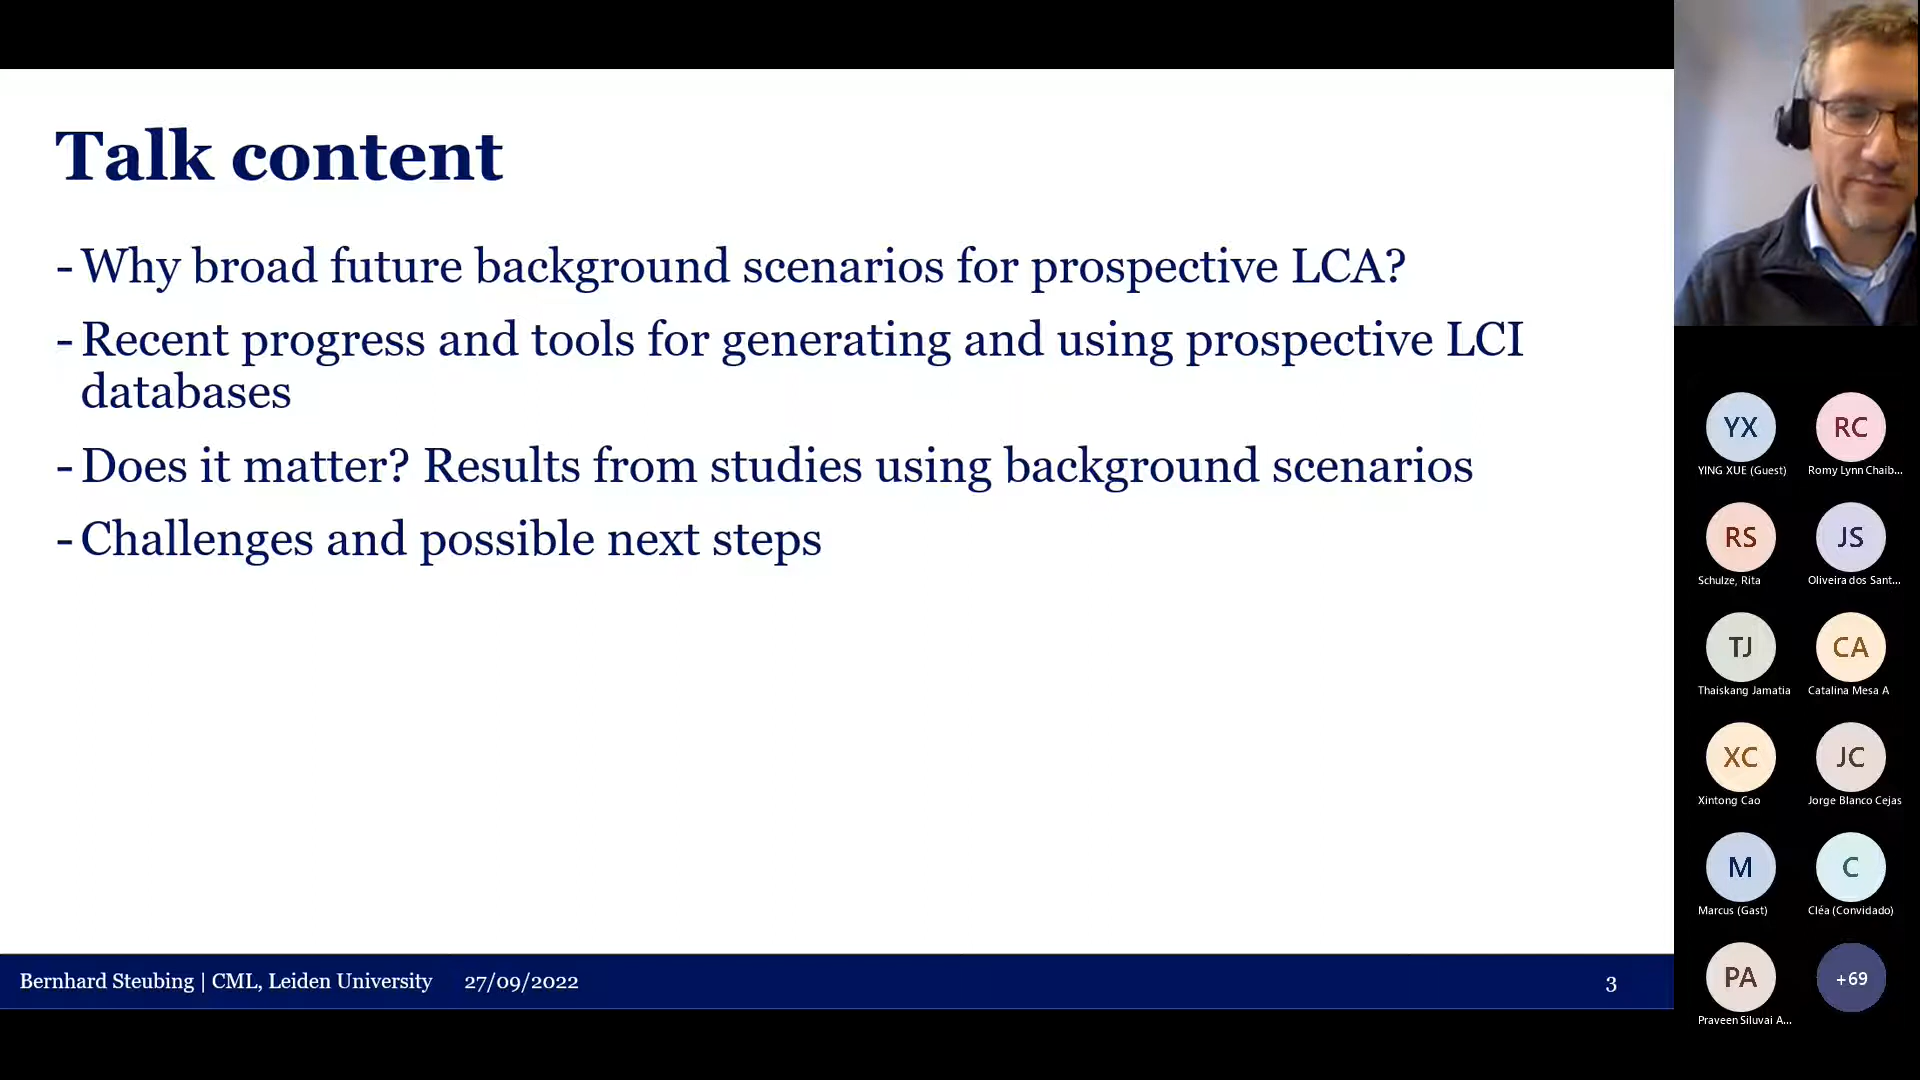 Talk content
- Why broad future background scenarios for prospective LCA?
- Recent progress and tools for generating and using prospective LCI
databases
- Does it matter? Results from studies using background scenarios
- Challenges and possible next steps
Bernhard Steubing | CML, Leiden University 27/09/2022 3
YX RC
YING XUE (Guest) Romy Lynn Chaib...
RS JS
Schulze, Rita Oliveira dos Sant...
TJ CA
Thaiskang Jamatia Catalina Mesa A
XC JC
Xintong Cao Jorge Blanco Cejas
M C
Marcus (Gast) Cléa (Convidado)
PA +69
Praveen Siluvai A...